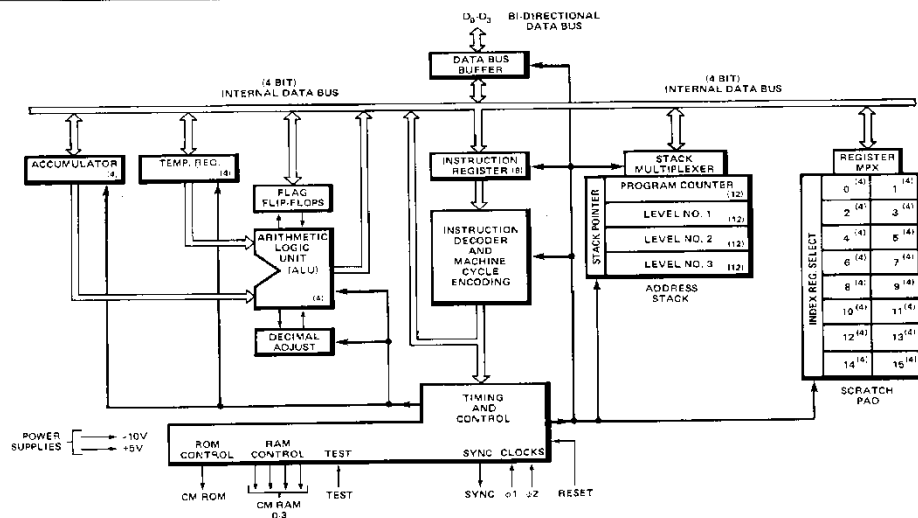 D0-D3 BI-DIRECTIONAL
DATA BUS
DATA BUS
BUFFER
(4 BIT)
INTERNAL DATA BUS
(4 BIT)
INTERNAL DATA BUS
ACCUMULATOR
(4)
TEMP. REG.
(4)
FLAG
FLIP-FLOPS
ARITHMETIC
LOGIC
UNIT
(ALU)
(4)
DECIMAL
ADJUST
INSTRUCTION
REGISTER (8)
INSTRUCTION
DECODER
AND
MACHINE
CYCLE
ENCODING
STACK
MULTIPLEXER
STACK POINTER
PROGRAM COUNTER
(12)
LEVEL NO. 1 (12)
LEVEL NO. 2 (12)
LEVEL NO. 3 (12)
ADDRESS
STACK
REGISTER
MPX
INDEX REG. SELECT
0 (4) 1 (4)
2 (4) 3 (4)
4 (4) 5 (4)
6 (4) 7 (4)
8 (4) 9 (4)
10 (4) 11 (4)
12 (4) 13 (4)
14 (4) 15 (4)
SCRATCH
PAD
TIMING
AND
CONTROL
POWER
SUPPLIES
-10V
+5V
ROM
CONTROL
RAM
CONTROL
TEST
SYNC CLOCKS
CM ROM
CM RAM
0-3
TEST
SYNC
φ1 φ2
RESET